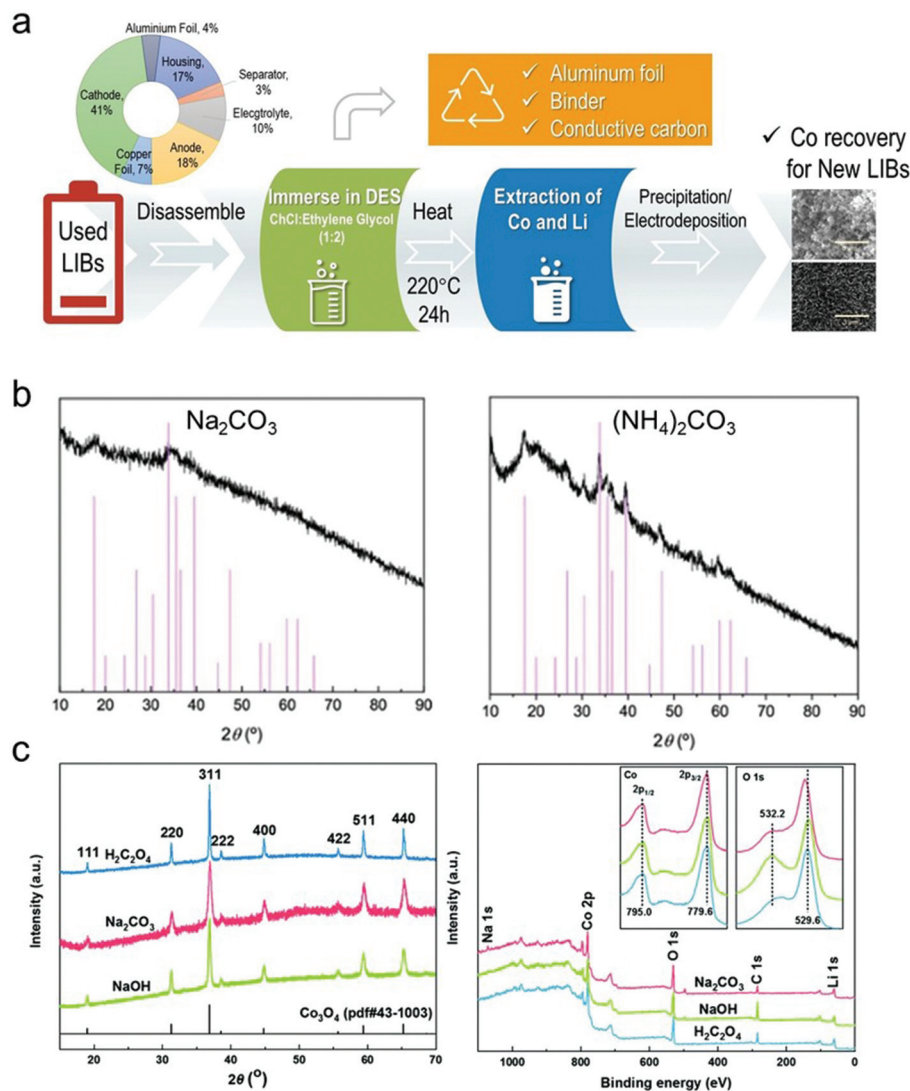 a
Aluminium Foil, 4%
Housing,
17%
Separator,
3%
Elecgtrolyte,
10%
Anode,
18%
Copper
Foil, 7%
Cathode,
41%
✓ Aluminum foil
✓ Binder
✓ Conductive carbon
✓ Co recovery
for New LIBs
Used
LIBs
Disassemble
Immerse in DES
ChCl:Ethylene Glycol
(1:2)
Heat
220°C
24h
Extraction of
Co and Li
Precipitation/
Electrodeposition
b
Na₂CO₃
10 20 30 40 50 60 70 80 90
2θ (°)
(NH₄)₂CO₃
10 20 30 40 50 60 70 80 90
2θ (°)
c
Intensity (a.u.)
111 220 311 222 400 422 511 440
H₂C₂O₄
Na₂CO₃
NaOH
Co₃O₄ (pdf#43-1003)
15 20 30 40 50 60 70
2θ (°)
Intensity (a.u.)
Co
2p₁/₂
2p₃/₂
795.0
779.6
O 1s
532.2
529.6
Na 1s
Co 2p
O 1s
C 1s
Li 1s
Na₂CO₃
NaOH
H₂C₂O₄
1000 800 600 400 200 0
Binding energy (eV)